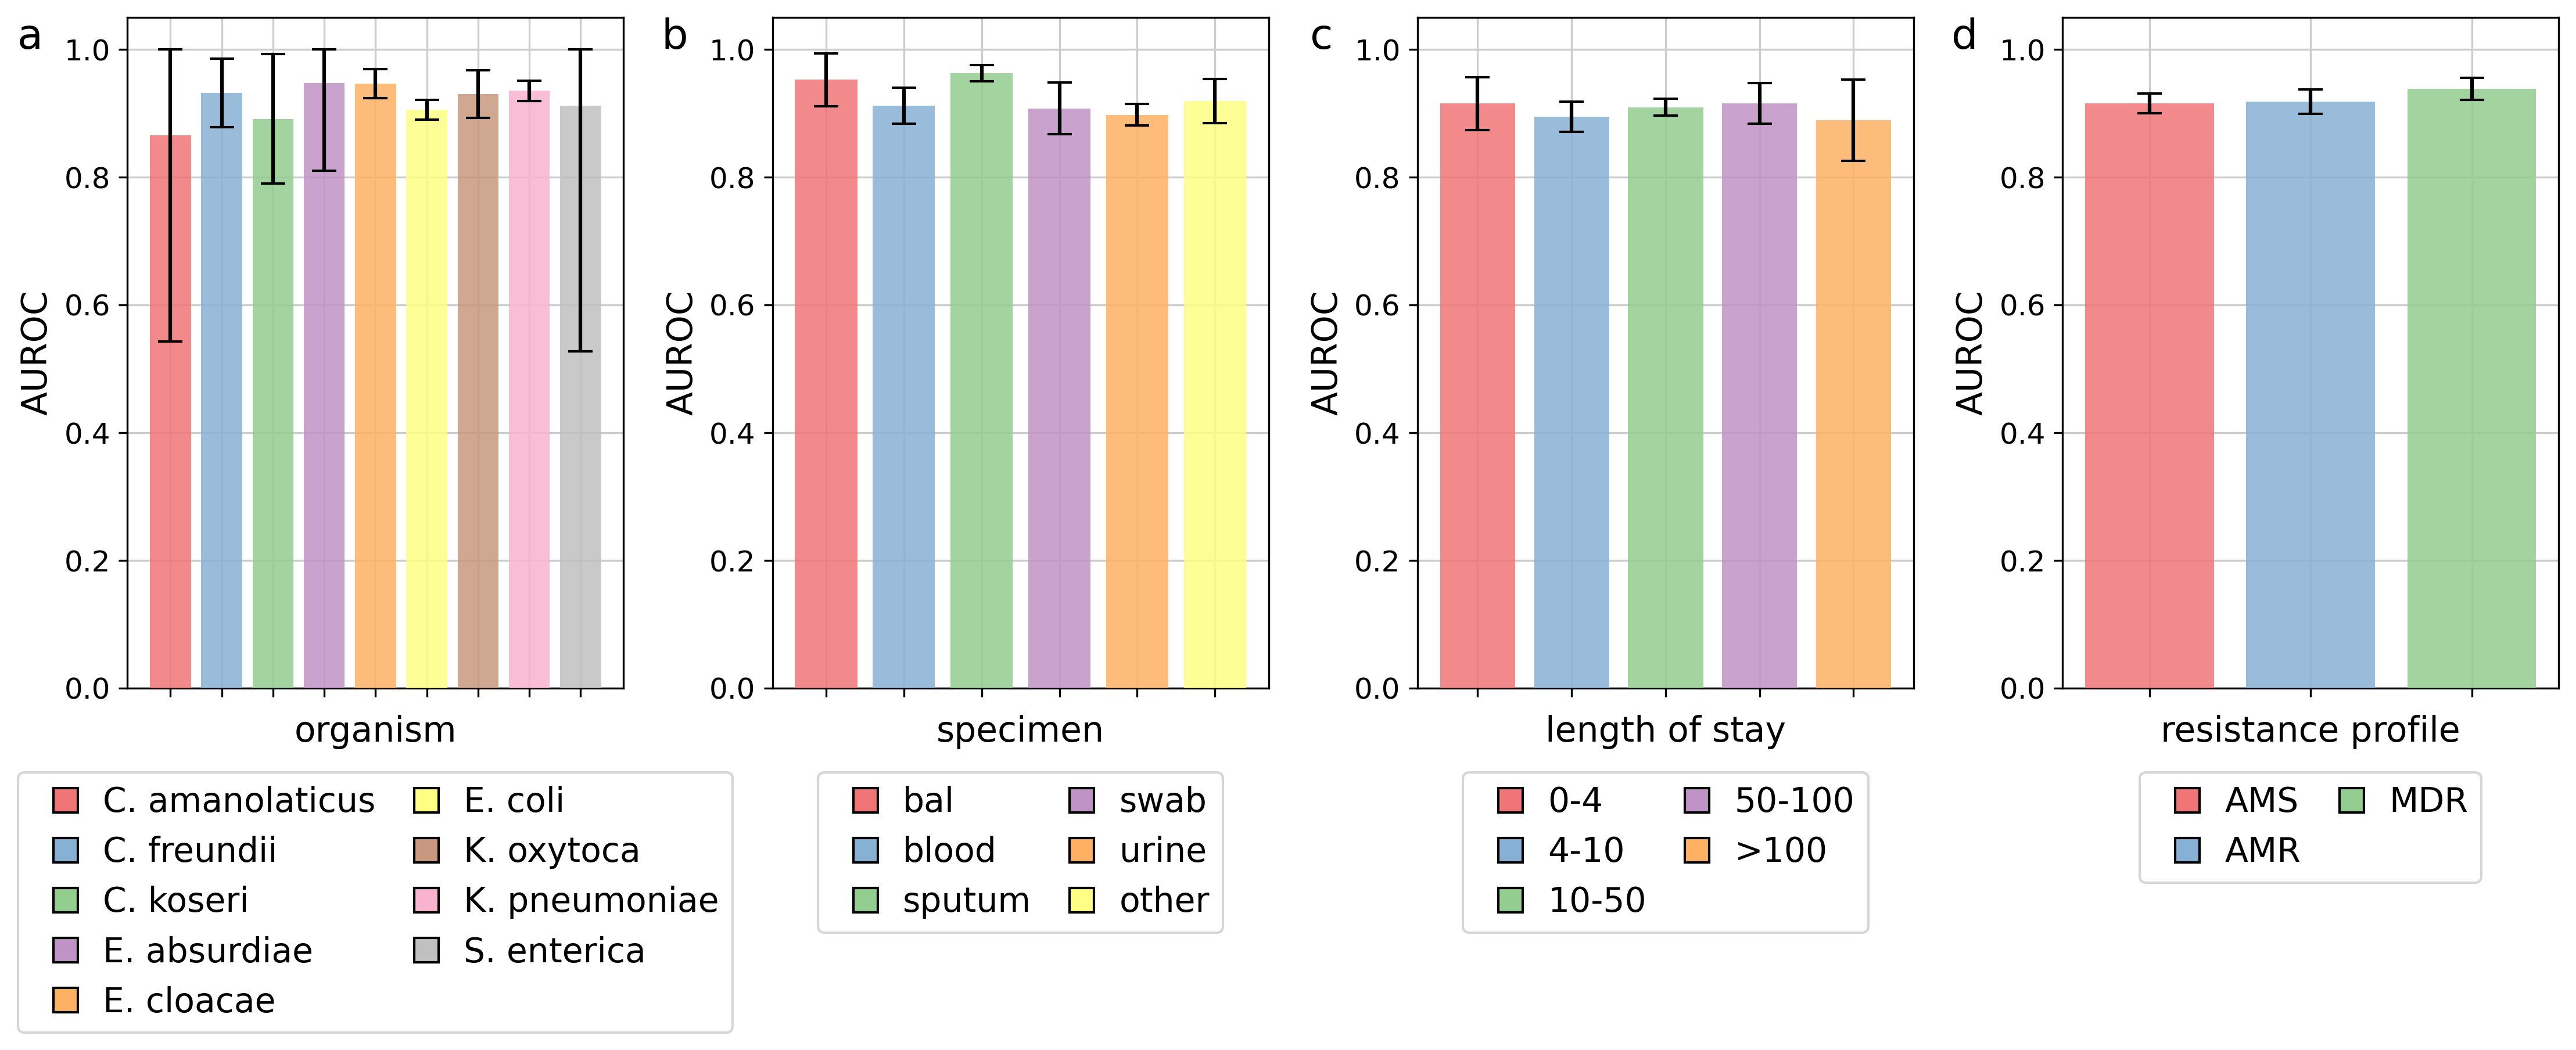 a
1.0
0.8
0.6
0.4
0.2
0.0
AUROC
organism
C. amanolaticus
C. freundii
C. koseri
E. absurdiae
E. cloacae
E. coli
K. oxytoca
K. pneumoniae
S. enterica
b
1.0
0.8
0.6
0.4
0.2
0.0
AUROC
specimen
bal
blood
sputum
swab
urine
other
c
1.0
0.8
0.6
0.4
0.2
0.0
AUROC
length of stay
0-4
4-10
10-50
50-100
>100
d
1.0
0.8
0.6
0.4
0.2
0.0
AUROC
resistance profile
AMS
AMR
MDR